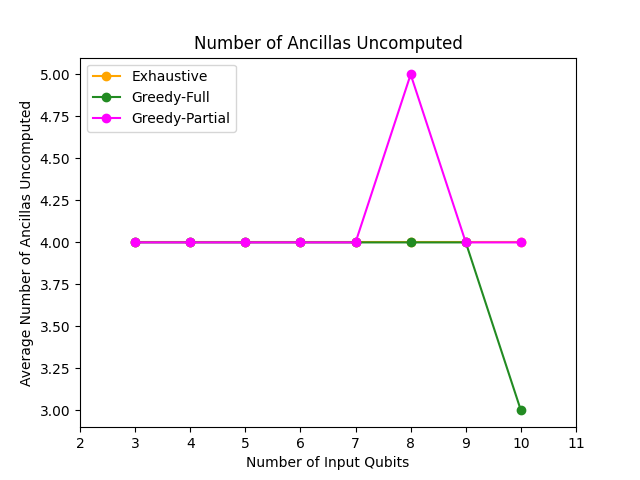 Number of Ancillas Uncomputed
Exhaustive
Greedy-Full
Greedy-Partial
Average Number of Ancillas Uncomputed
5.00
4.75
4.50
4.25
4.00
3.75
3.50
3.25
3.00
2 3 4 5 6 7 8 9 10 11
Number of Input Qubits